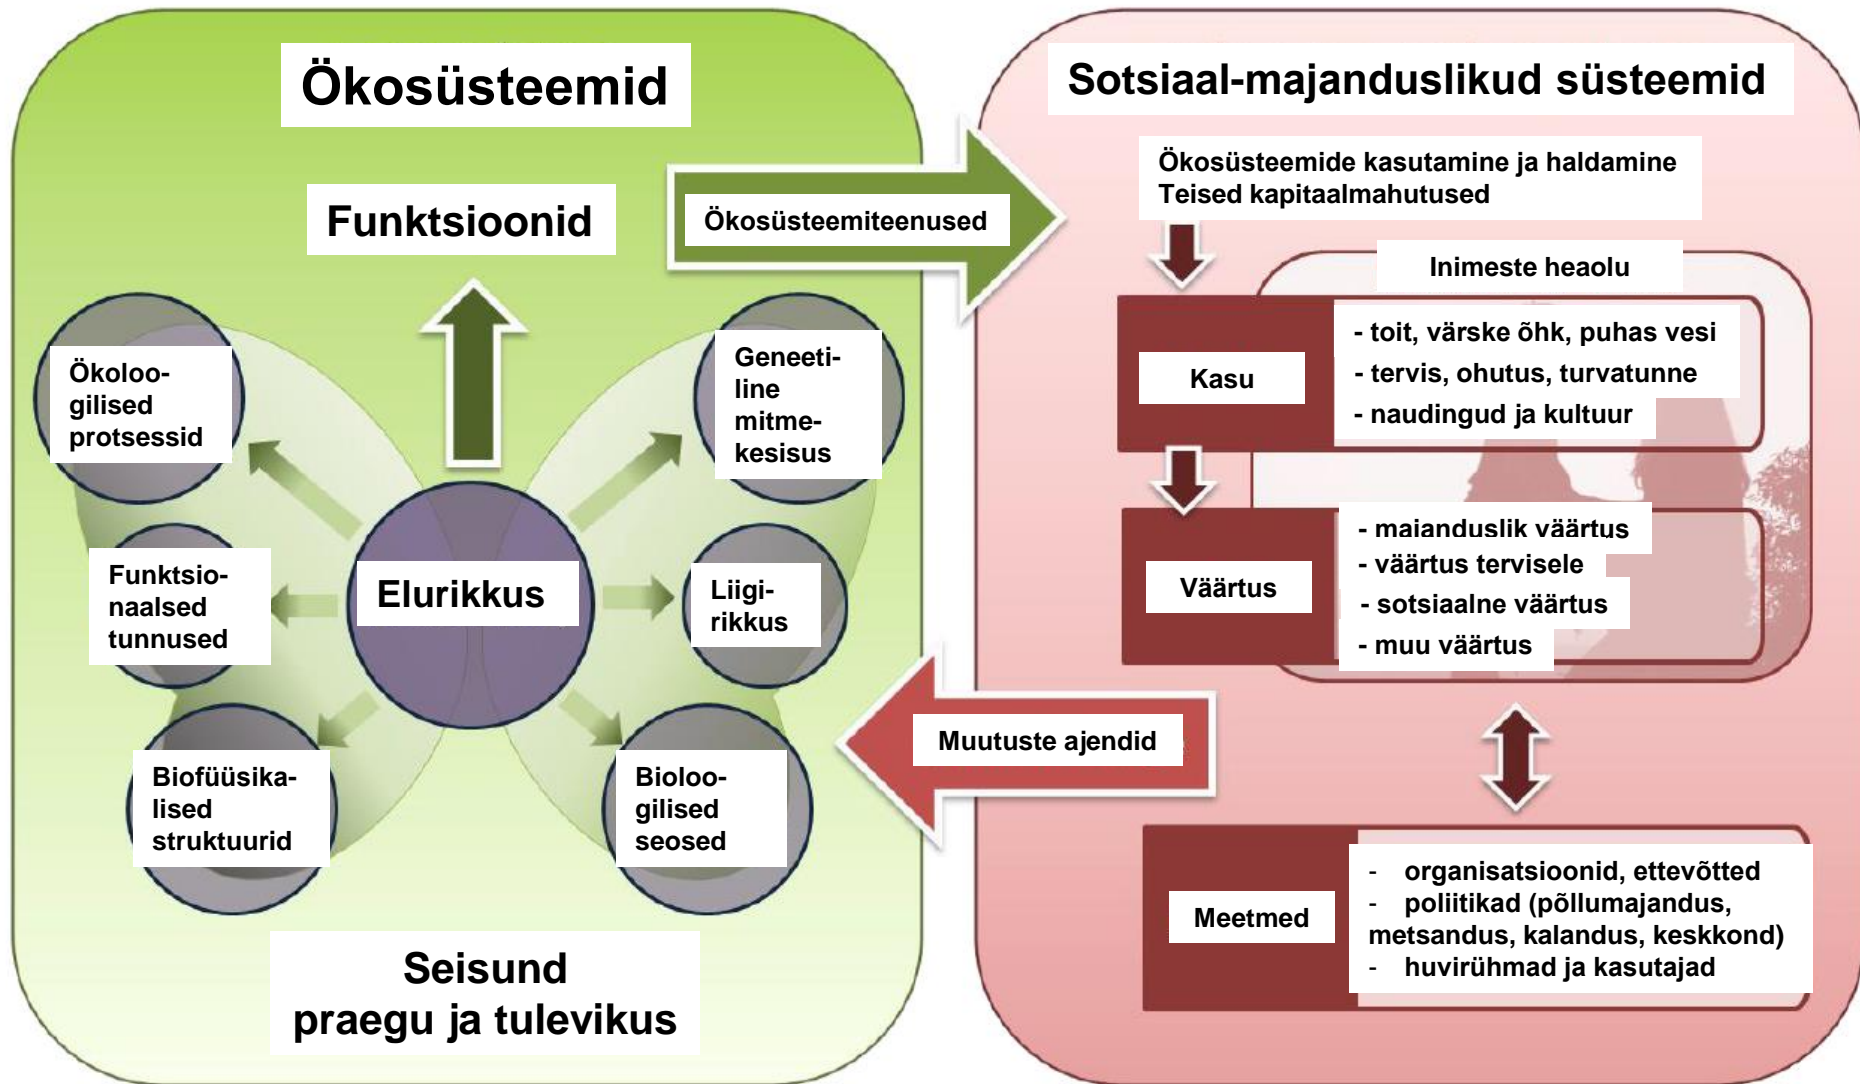 Ökosüsteemid
Funktsioonid
Ökosüsteemiteenused
Ökoloo-
gilised
protsessid
Geneeti-
line
mitme-
kesisus
Funktsio-
naalsed
tunnused
Elurikkus
Liigi-
rikkus
Biofüüsika-
lised
struktuurid
Bioloo-
gilised
seosed
Seisund
praegu ja tulevikus
Muutuste ajendid
Sotsiaal-majanduslikud süsteemid
Ökosüsteemide kasutamine ja haldamine
Teised kapitaalmahutused
Inimeste heaolu
Kasu
- toit, värske õhk, puhas vesi
- tervis, ohutus, turvatunne
- naudingud ja kultuur
Väärtus
- majanduslik väärtus
- väärtus tervisele
- sotsiaalne väärtus
- muu väärtus
Meetmed
- organisatsioonid, ettevõtted
- poliitikad (põllumajandus,
metsandus, kalandus, keskkond)
- huvirühmad ja kasutajad